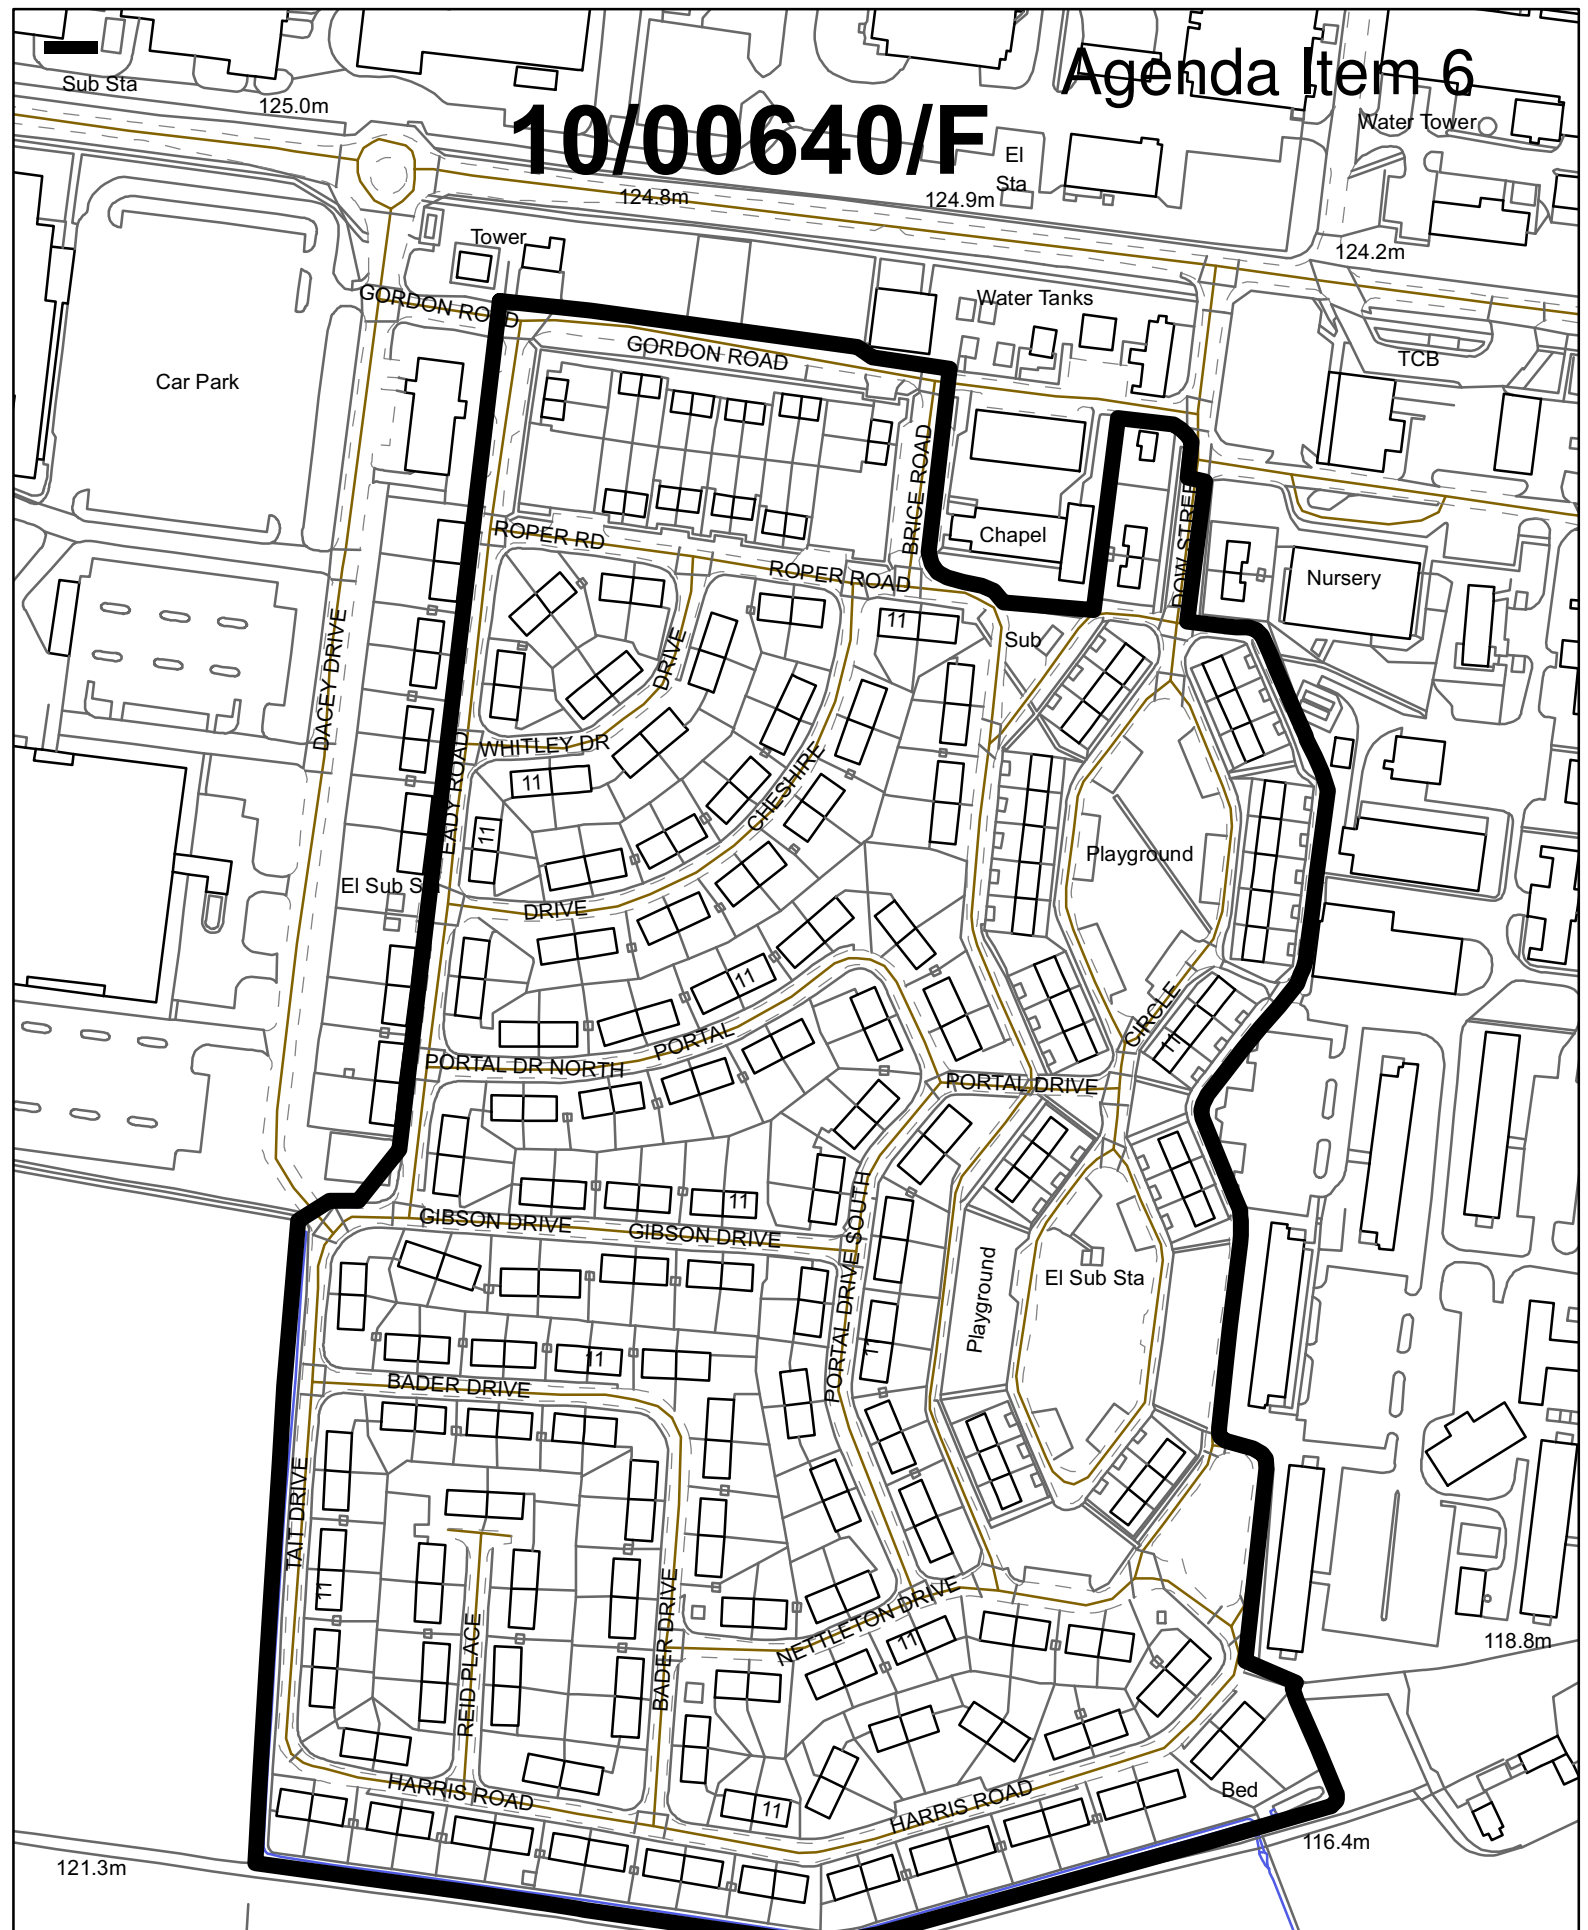 Agenda Item 6
10/00640/F
Sub Sta
125.0m
Water Tower
El
Sta
124.8m
124.9m
Tower
124.2m
GORDON ROAD
Water Tanks
GORDON ROAD
TCB
Car Park
BRICE ROAD
ROPER RD
Chapel
DOW STREE
ROPER ROAD
Nursery
11
Sub
DACEY DRIVE
DRIVE
WHITLEY DR
EADY ROAD
11
CHESHIRE
11
Playground
El Sub S
DRIVE
11
CIRCLE
11
PORTAL
PORTAL DR NORTH
PORTAL DRIVE
11
GIBSON DRIVE
GIBSON DRIVE
PORTAL DRIVE SOUTH
Playground
El Sub Sta
11
11
BADER DRIVE
TAIT DRIVE
11
REID PLACE
BADER DRIVE
NETTLETON DRIVE
11
118.8m
HARRIS ROAD
11
HARRIS ROAD
Bed
116.4m
121.3m